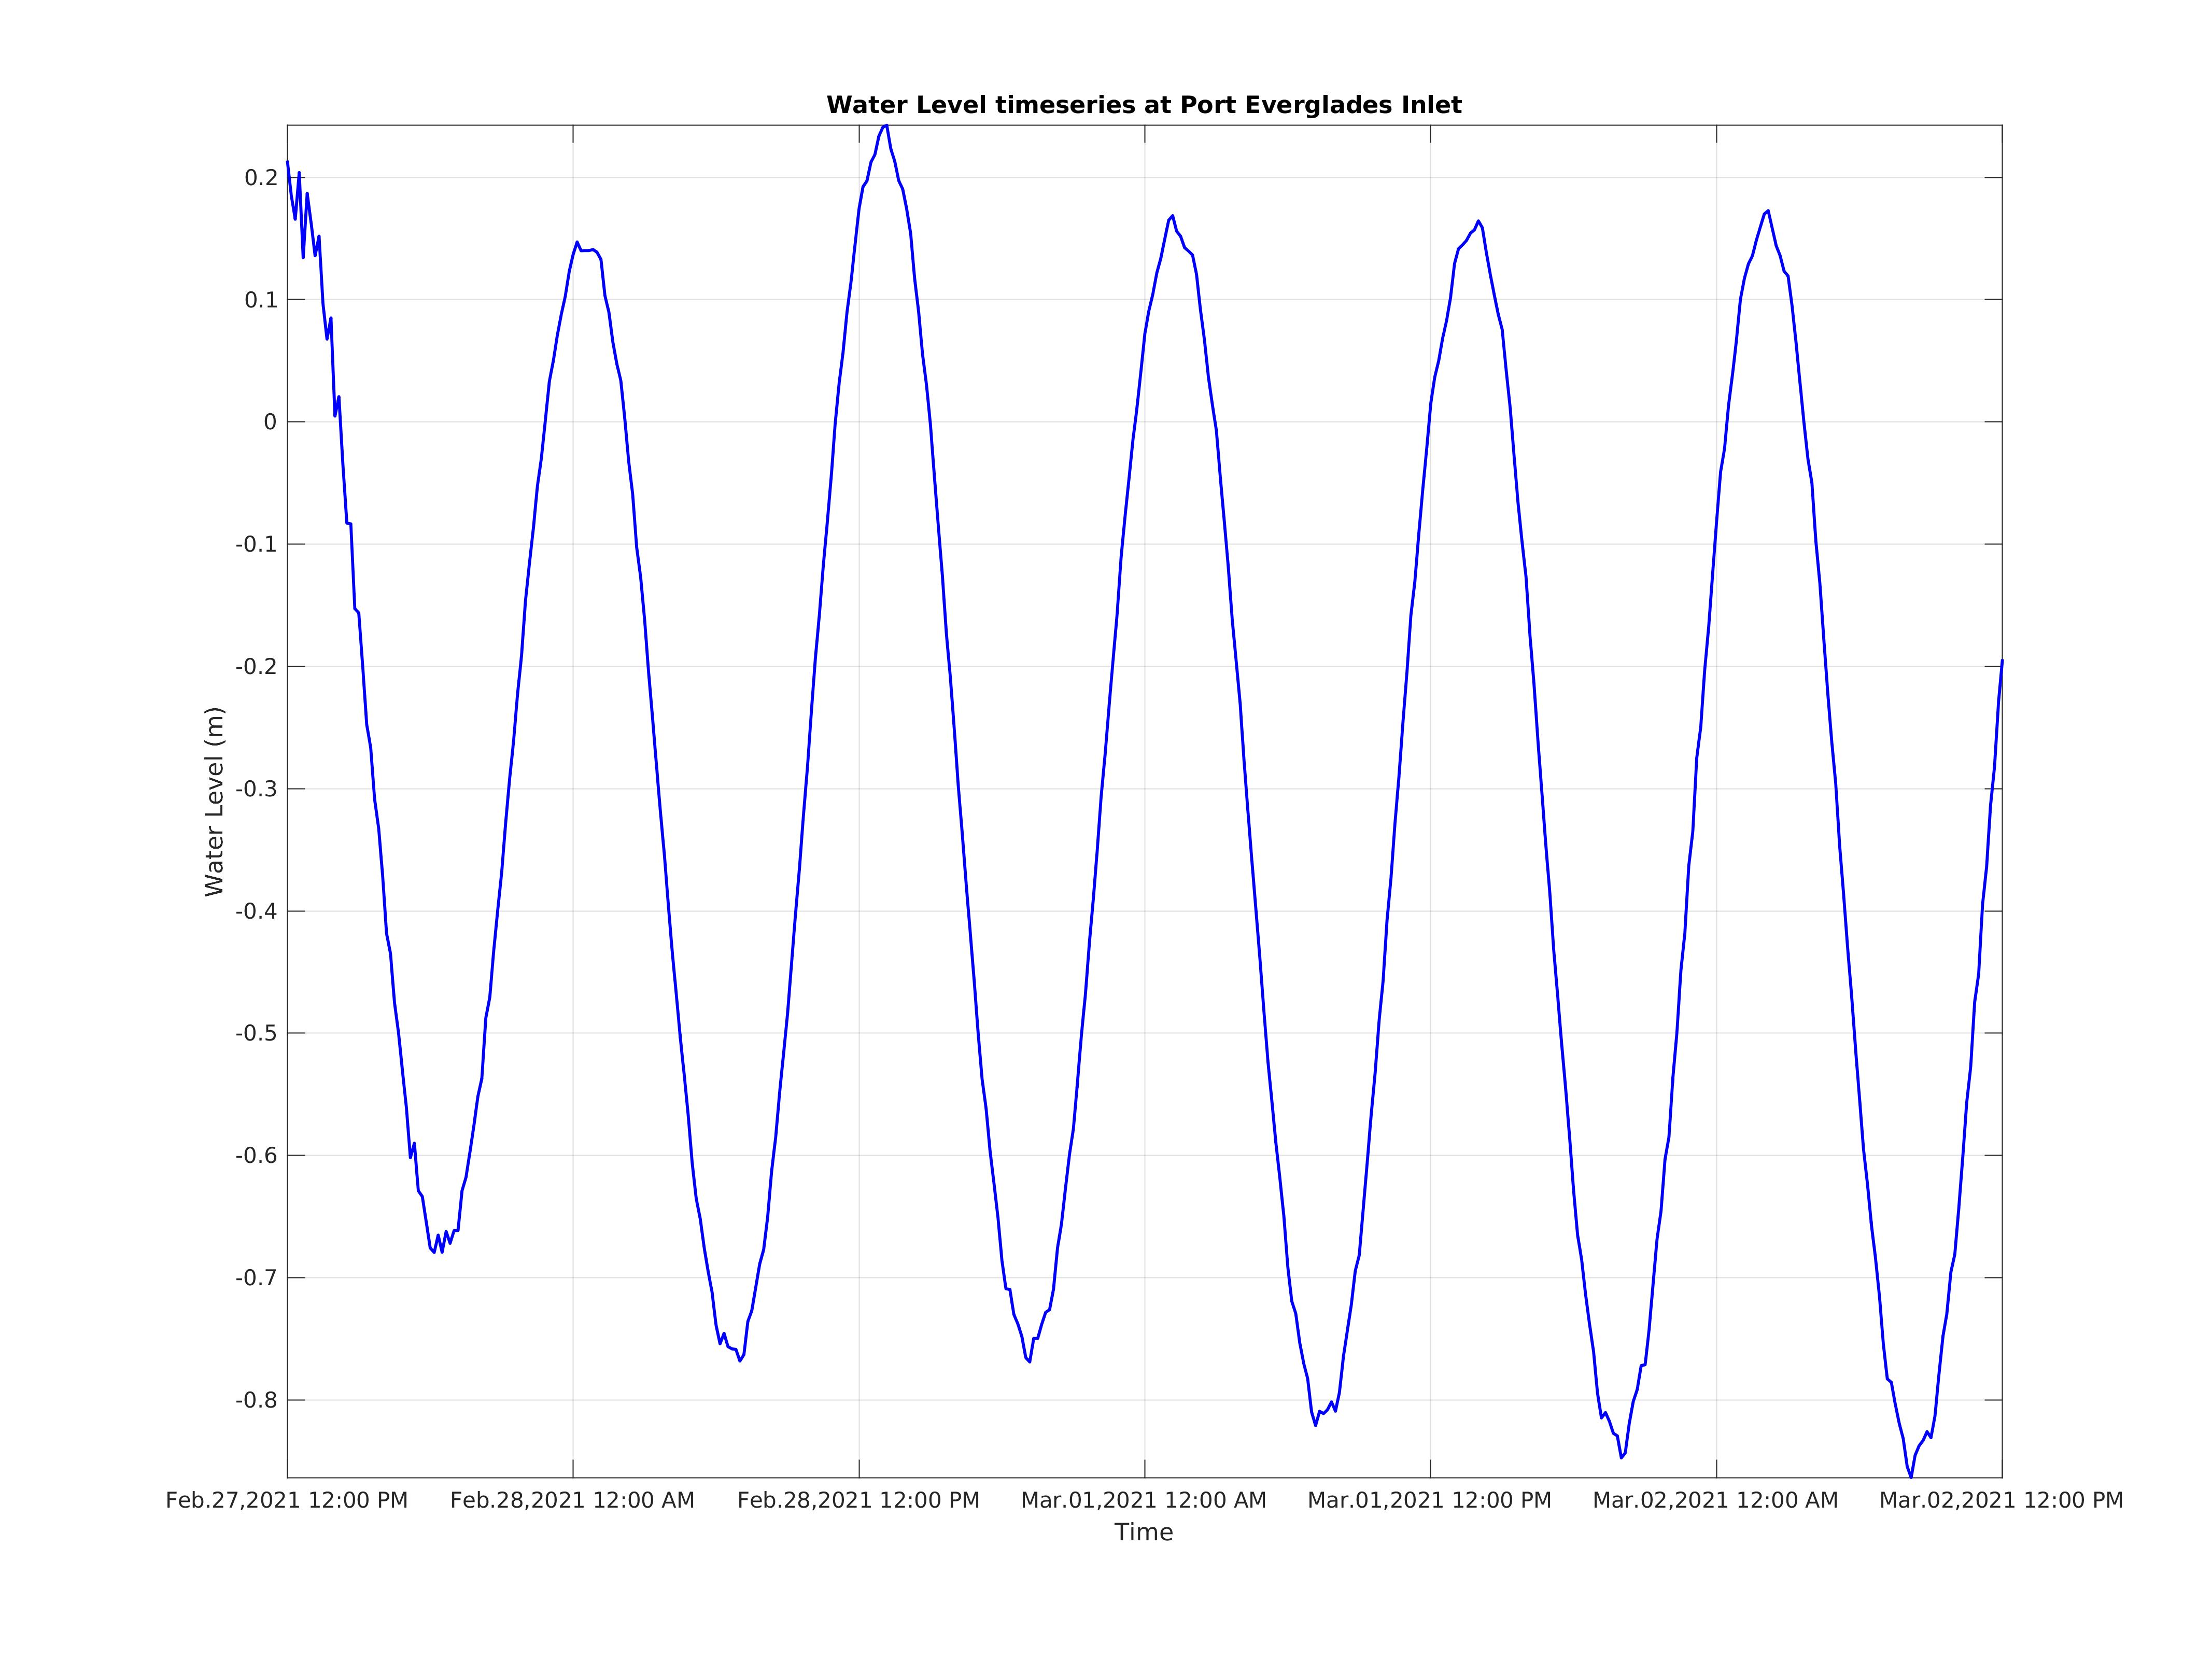 Water Level timeseries at Port Everglades Inlet
0.2
0.1
0
-0.1
-0.2
-0.3
-0.4
-0.5
-0.6
-0.7
-0.8
Water Level (m)
Feb.27,2021 12:00 PM Feb.28,2021 12:00 AM Feb.28,2021 12:00 PM Mar.01,2021 12:00 AM Mar.01,2021 12:00 PM Mar.02,2021 12:00 AM Mar.02,2021 12:00 PM
Time